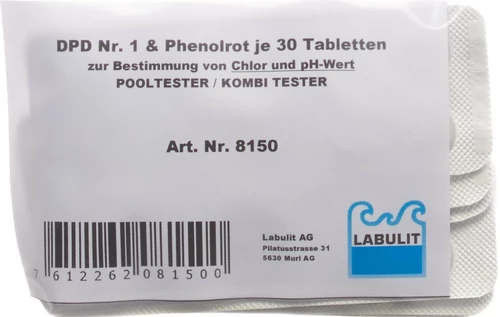 DPD Nr. 1 & Phenolrot je 30 Tabletten
zur Bestimmung von Chlor und pH-Wert
POOLTESTER / KOMBI TESTER
Art. Nr. 8150
Labulit AG
Pilatusstrasse 31
5630 Muri AG
LABULIT
7 612262 081500